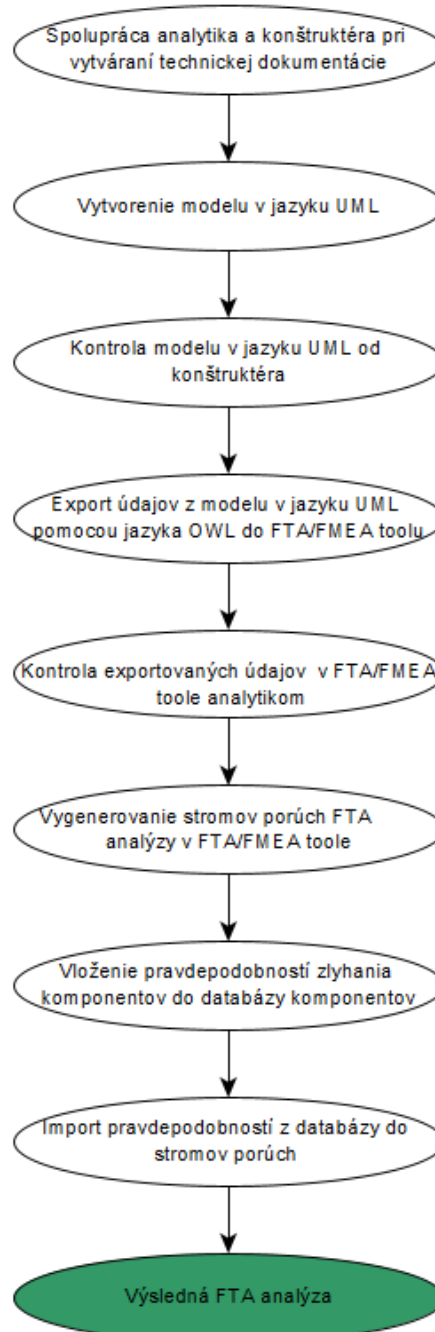 Spolupráca analytika a konštruktéra pri
vytváraní technickej dokumentácie
Vytvorenie modelu v jazyku UML
Kontrola modelu v jazyku UML od
konštruktéra
Export údajov z modelu v jazyku UML
pomocou jazyka OWL do FTA/FMEA toolu
Kontrola exportovaných údajov v FTA/FMEA
toole analytikom
Vygenerovanie stromov porúch FTA
analýzy v FTA/FMEA toole
Vloženie pravdepodobností zlyhania
komponentov do databázy komponentov
Import pravdepodobností z databázy do
stromov porúch
Výsledná FTA analýza